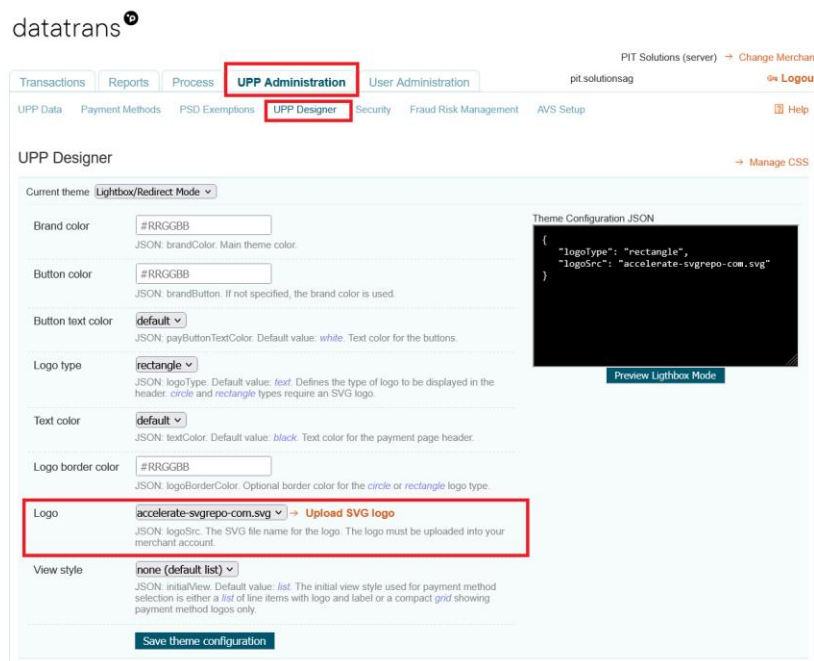 datatrans
PIT Solutions (server) → Change Merchan
Transactions Reports Process UPP Administration User Administration pit.solutionsag Logou
UPP Data Payment Methods PSD Exemptions UPP Designer Security Fraud Risk Management AVS Setup Help
UPP Designer
→ Manage CSS
Current theme Lightbox/Redirect Mode
Brand color #RRGGBB
JSON: brandColor. Main theme color.
Button color #RRGGBB
JSON: brandButton. If not specified, the brand color is used.
Button text color default
JSON: payButtonTextColor. Default value: white. Text color for the buttons.
Logo type rectangle
JSON: logoType. Default value: text. Defines the type of logo to be displayed in the
header. circle and rectangle types require an SVG logo.
Text color default
JSON: textColor. Default value: black. Text color for the payment page header.
Logo border color #RRGGBB
JSON: logoBorderColor. Optional border color for the circle or rectangle logo type.
Logo accelerate-svgrepo-com.svg → Upload SVG logo
JSON: logoSrc. The SVG file name for the logo. The logo must be uploaded into your
merchant account.
View style none (default list)
JSON: initialView. Default value: list. The initial view style used for payment method
selection is either a list of line items with logo and label or a compact grid showing
payment method logos only.
Save theme configuration
Theme Configuration JSON
{
"logoType": "rectangle",
"logoSrc": "accelerate-svgrepo-com.svg"
}
Preview Ligthbox Mode